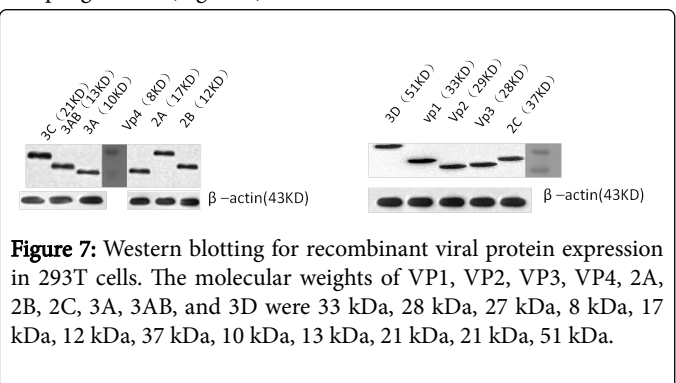 3C（21KD）
3AB（13KD）
3A（10KD）
Vp4（8KD）
2A（17KD）
2B（12KD）
3D（51KD）
vp1（33KD）
Vp2（29KD）
Vp3（28KD）
2C（37KD）
β –actin(43KD)
β –actin(43KD)
Figure 7: Western blotting for recombinant viral protein expression
in 293T cells. The molecular weights of VP1, VP2, VP3, VP4, 2A,
2B, 2C, 3A, 3AB, and 3D were 33 kDa, 28 kDa, 27 kDa, 8 kDa, 17
kDa, 12 kDa, 37 kDa, 10 kDa, 13 kDa, 21 kDa, 21 kDa, 51 kDa.